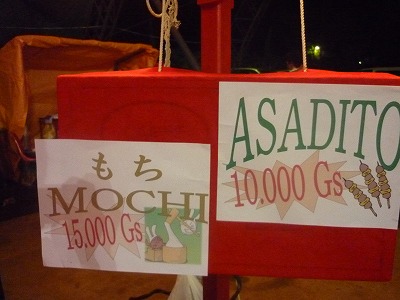 もち
MOCHI
15.000 Gs
ASADITO
10.000 Gs